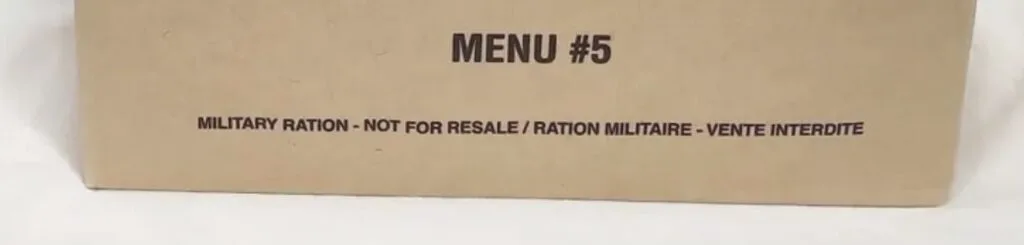 MENU #5
MILITARY RATION - NOT FOR RESALE / RATION MILITAIRE - VENTE INTERDITE